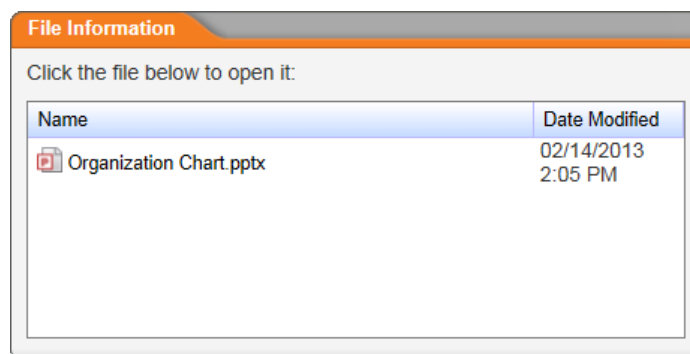 File Information
Click the file below to open it:
Name Date Modified
Organization Chart.pptx 02/14/2013
2:05 PM